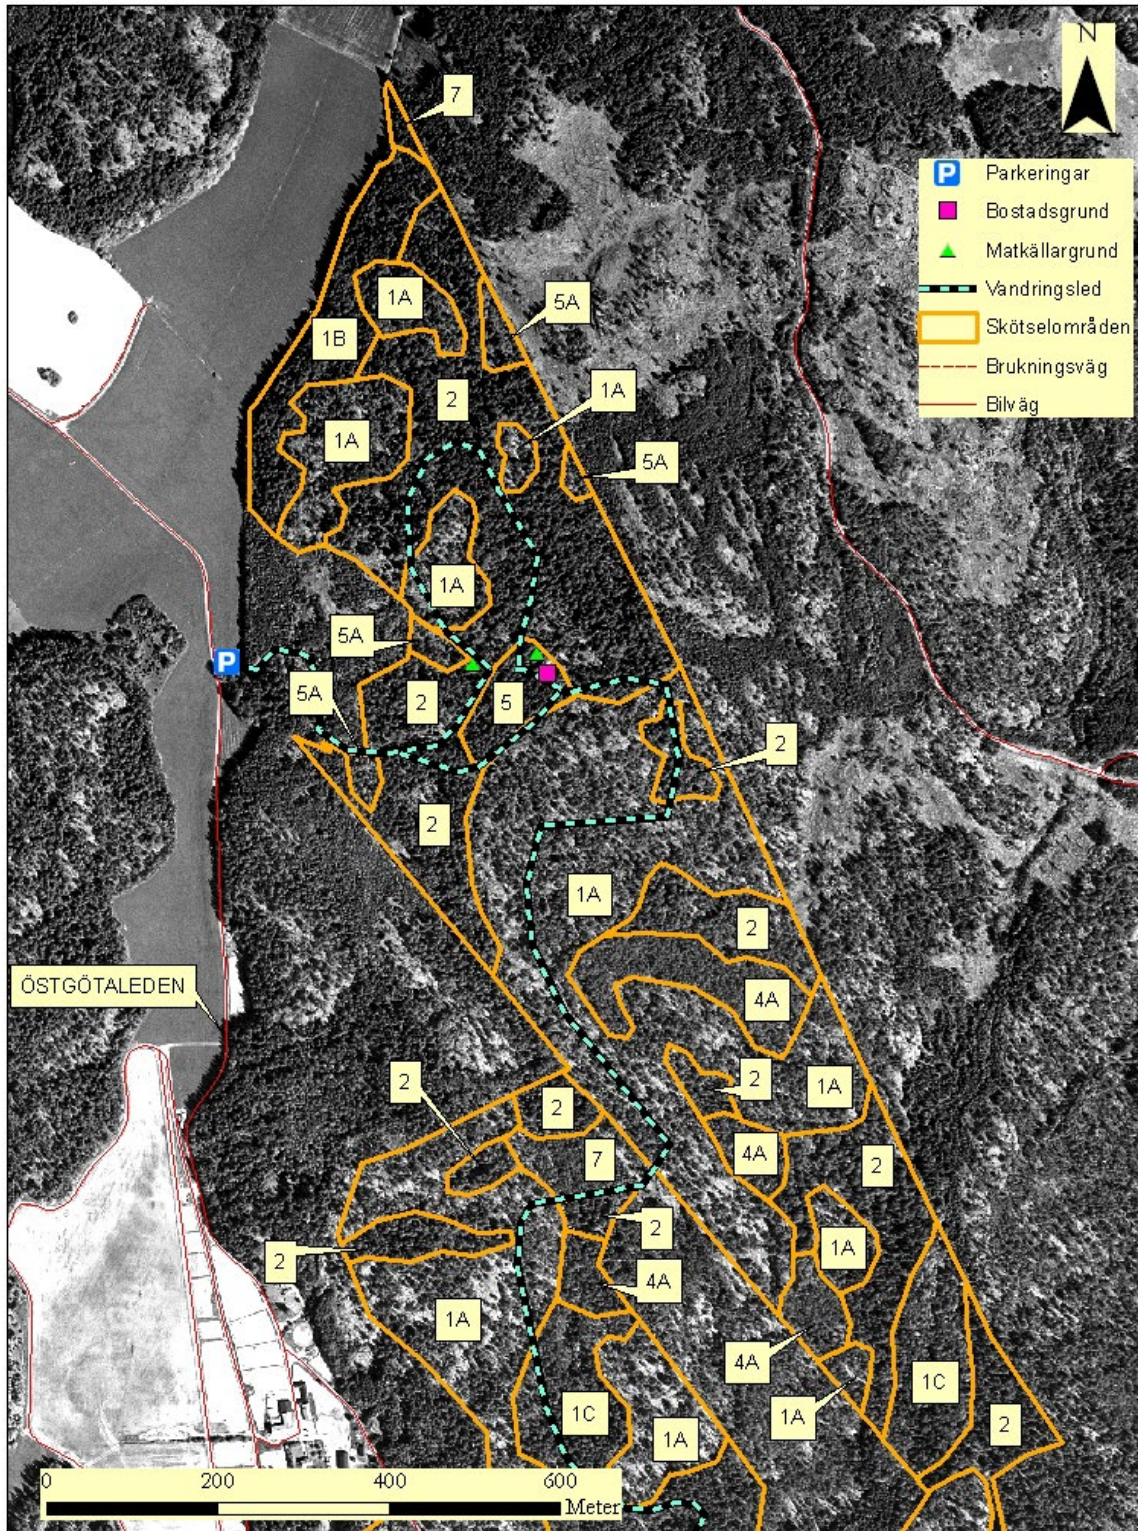 N
7
P Parkeringar
Bostadsgrund
Matkällargrund
Vandringsled
Skötselområden
Brukningsväg
Bilväg
1A
5A
1B
2
1A
1A
5A
1A
5A
P
5A
2
5
2
2
1A
2
ÖSTGÖTALEDEN
4A
2
2
1A
2
4A
7
2
2
1A
2
4A
1A
4A
1C
1A
1C
2
1A
0 200 400 600
Meter